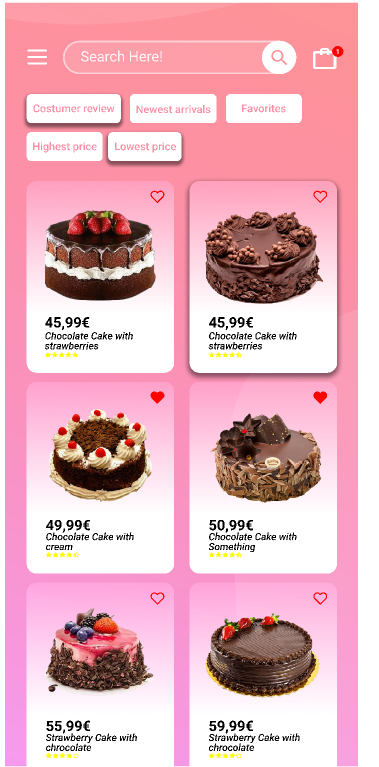 Search Here!
1
Costumer review
Newest arrivals
Favorites
Highest price
Lowest price
45,99€
Chocolate Cake with
strawberries
45,99€
Chocolate Cake with
strawberries
49,99€
Chocolate Cake with
cream
50,99€
Chocolate Cake with
Something
55,99€
Strawberry Cake with
chrocolate
59,99€
Strawberry Cake with
chrocolate